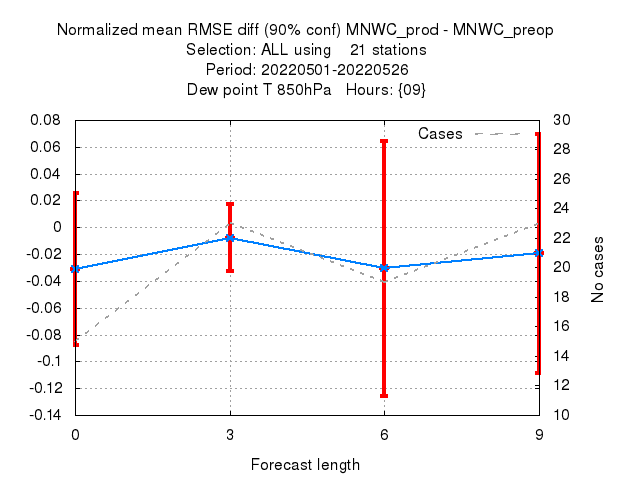 Normalized mean RMSE diff (90% conf) MNWC_prod - MNWC_preop
Selection: ALL using    21 stations
Period: 20220501-20220526
Dew point T 850hPa   Hours: {09}
Cases
0.08
0.06
0.04
0.02
0
-0.02
-0.04
-0.06
-0.08
-0.1
-0.12
-0.14
30
28
26
24
22
20
18
16
14
12
10
No cases
0 3 6 9
Forecast length